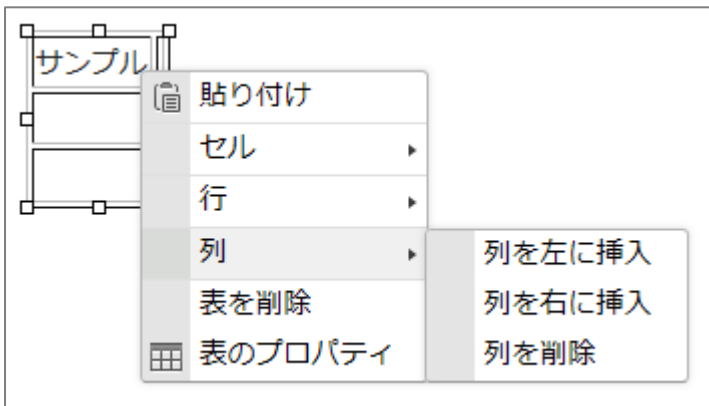 サンプル
貼り付け
セル
行
列
列を左に挿入
表を削除
列を右に挿入
表のプロパティ
列を削除